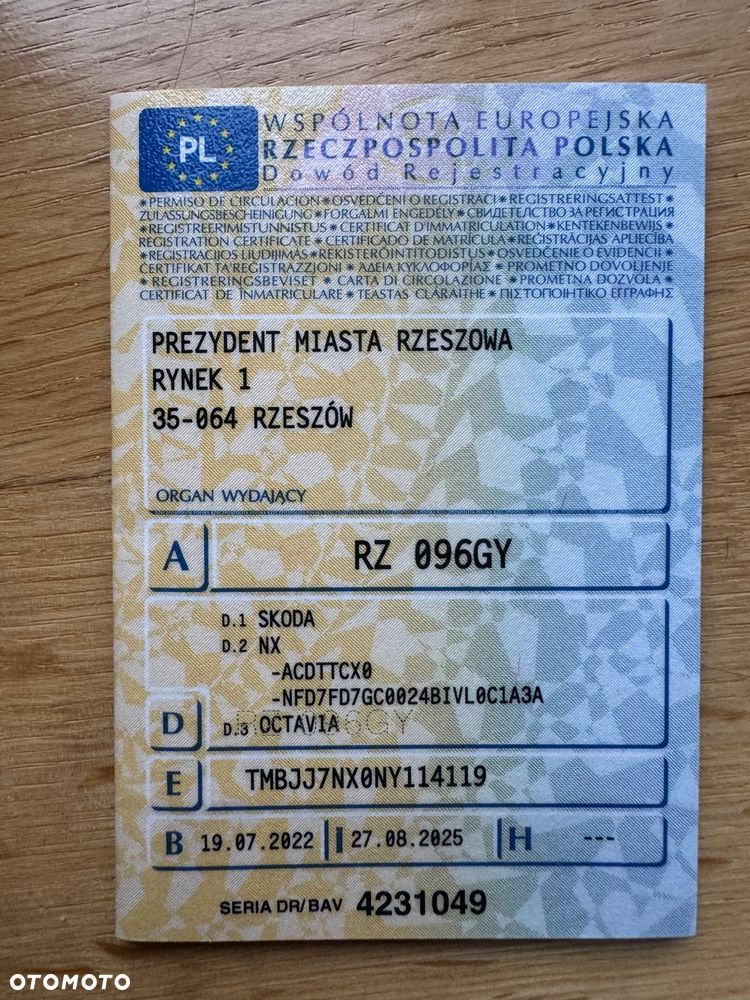 PL
WSPÓLNOTA EUROPEJSKA
RZECZPOSPOLITA POLSKA
Dowód Rejestracyjny
*PERMISO DE CIRCULACION*OSVEDČENI O REGISTRACI*REGISTRERINGSATTEST
ZULASSUNGSBESCHEINIGUNG*FORGALMI ENGEDÉLY*СВИДЕТЕЛСТВО ЗА РЕГИСТРАЦИЯ
*REGISTREERIMISTUNNISTUS*CERTIFICAT D'IMMATRICULATION*KENTEKENBEWIJS
REGISTRATION CERTIFICATE*CERTIFICADO DE MATRÍCULA*REGISTRĀCIJAS APLIECĪBA
*REGISTRACIJOS LIUDIJIMAS*REKISTERÖINTITODISTUS*OSVEDČENIE O EVIDENCII*
ĊERTIFIKAT TA'REĠISTRAZZJONI*ΑΔΕΙΑ ΚΥΚΛΟΦΟΡΙΑΣ*PROMETNO DOVOLJENJE
*REGISTRERINGSBEVISET*CARTA DI CIRCOLAZIONE*PROMETNA DOZVOLA*
CERTIFICAT DE ÎNMATRICULARE*TEASTAS CLÁRAITHE*ΠΙΣΤΟΠΟΙΗΤΙΚΟ ΕΓΓΡΑΦΗΣ
PREZYDENT MIASTA RZESZOWA
RYNEK 1
35-064 RZESZÓW
ORGAN WYDAJĄCY
A RZ 096GY
D.1 SKODA
D.2 NX
-ACDTTCX0
-NFD7FD7GC0024BIVL0C1A3A
D D.3 OCTAVIA
E TMBJJ7NX0NY114119
B 19.07.2022 I 27.08.2025 H ---
SERIA DR/BAV 4231049
OTOMOTO